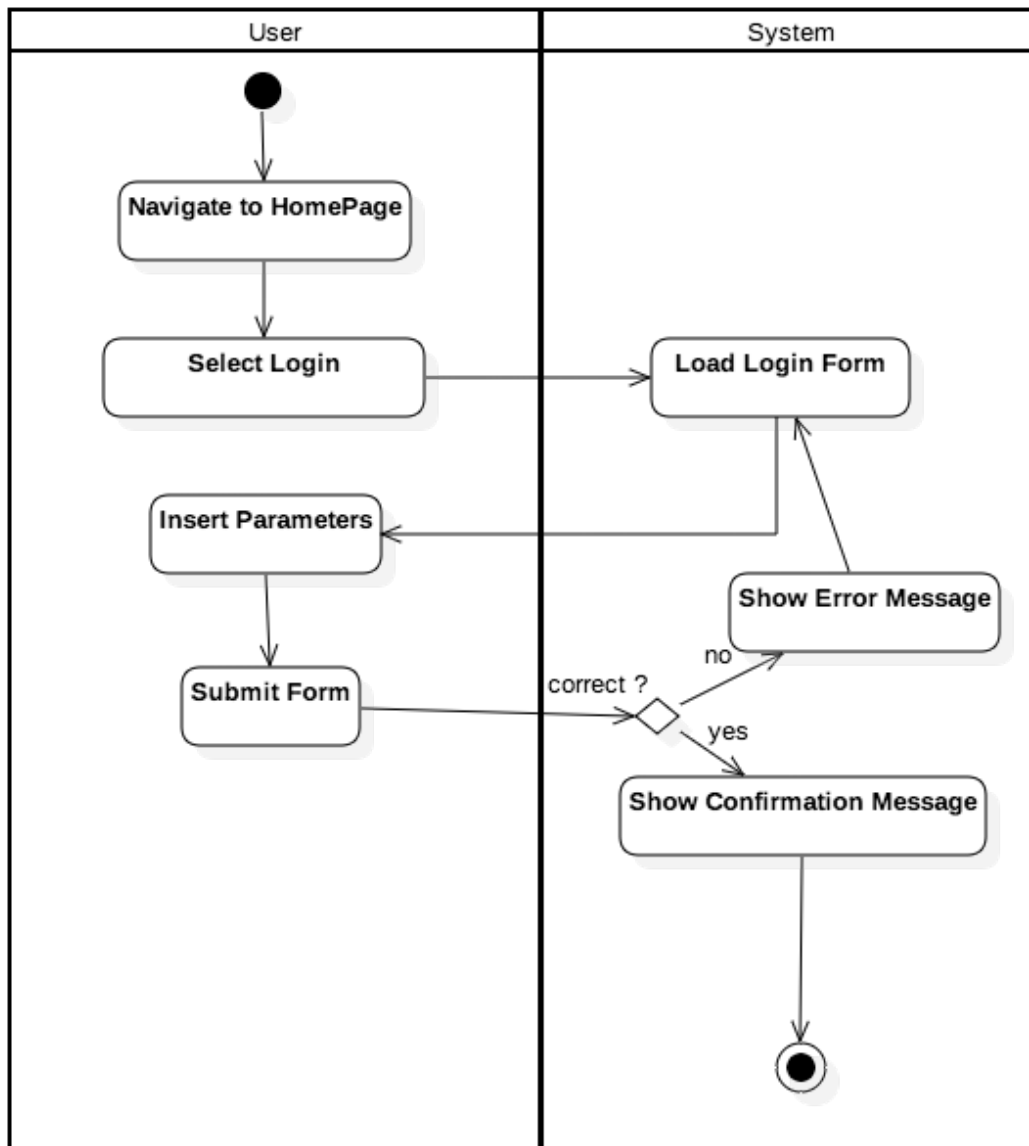 User
System
Navigate to HomePage
Select Login
Load Login Form
Insert Parameters
Show Error Message
no
correct ?
Submit Form
yes
Show Confirmation Message